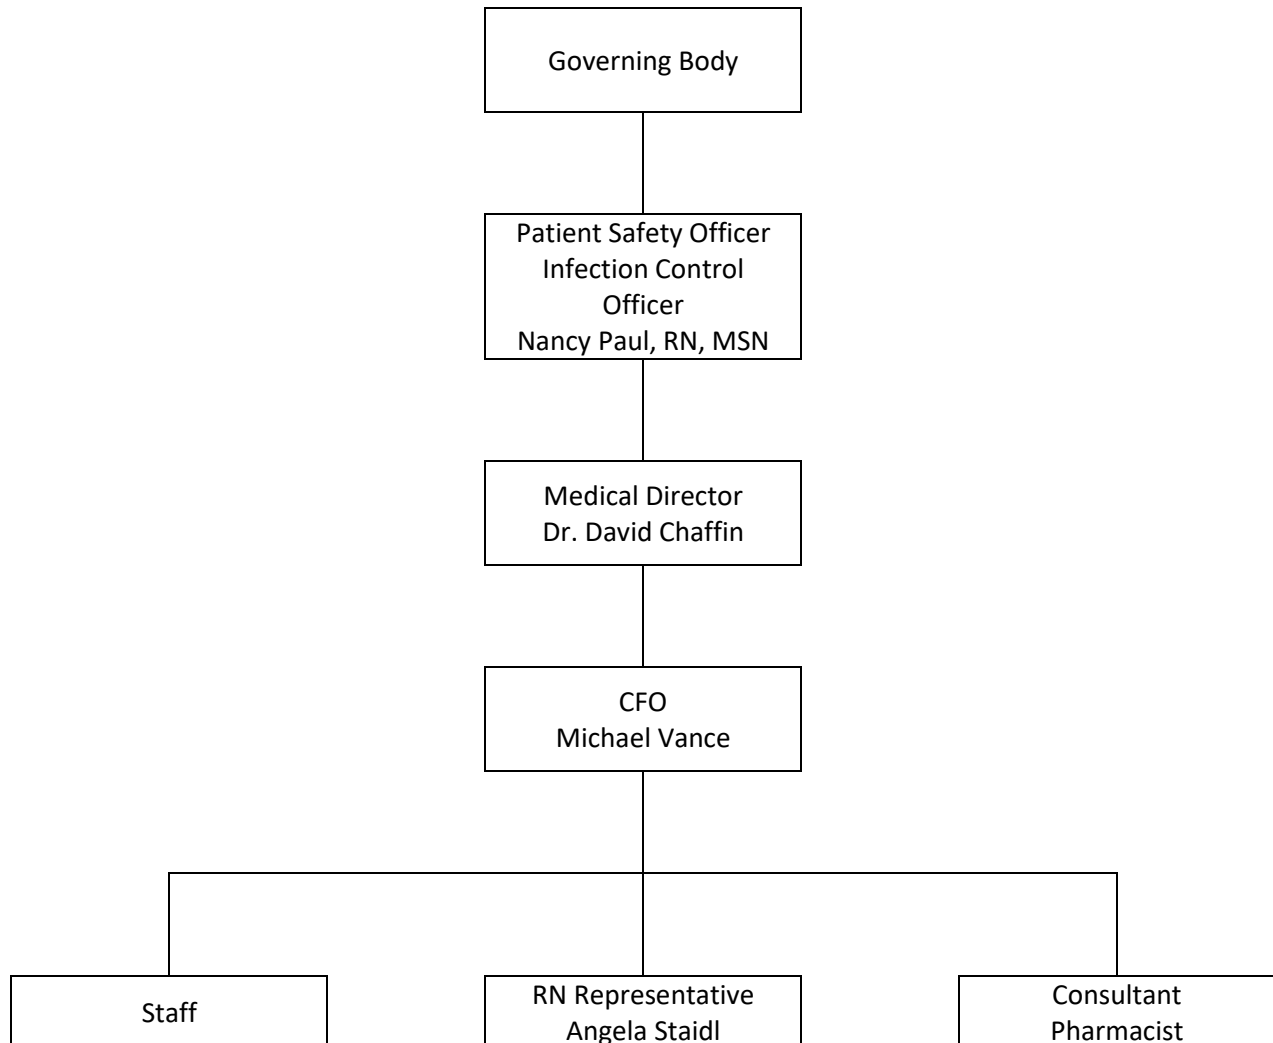 Governing Body
Patient Safety Officer
Infection Control
Officer
Nancy Paul, RN, MSN
Medical Director
Dr. David Chaffin
CFO
Michael Vance
Staff
RN Representative
Angela Staidl
Consultant
Pharmacist